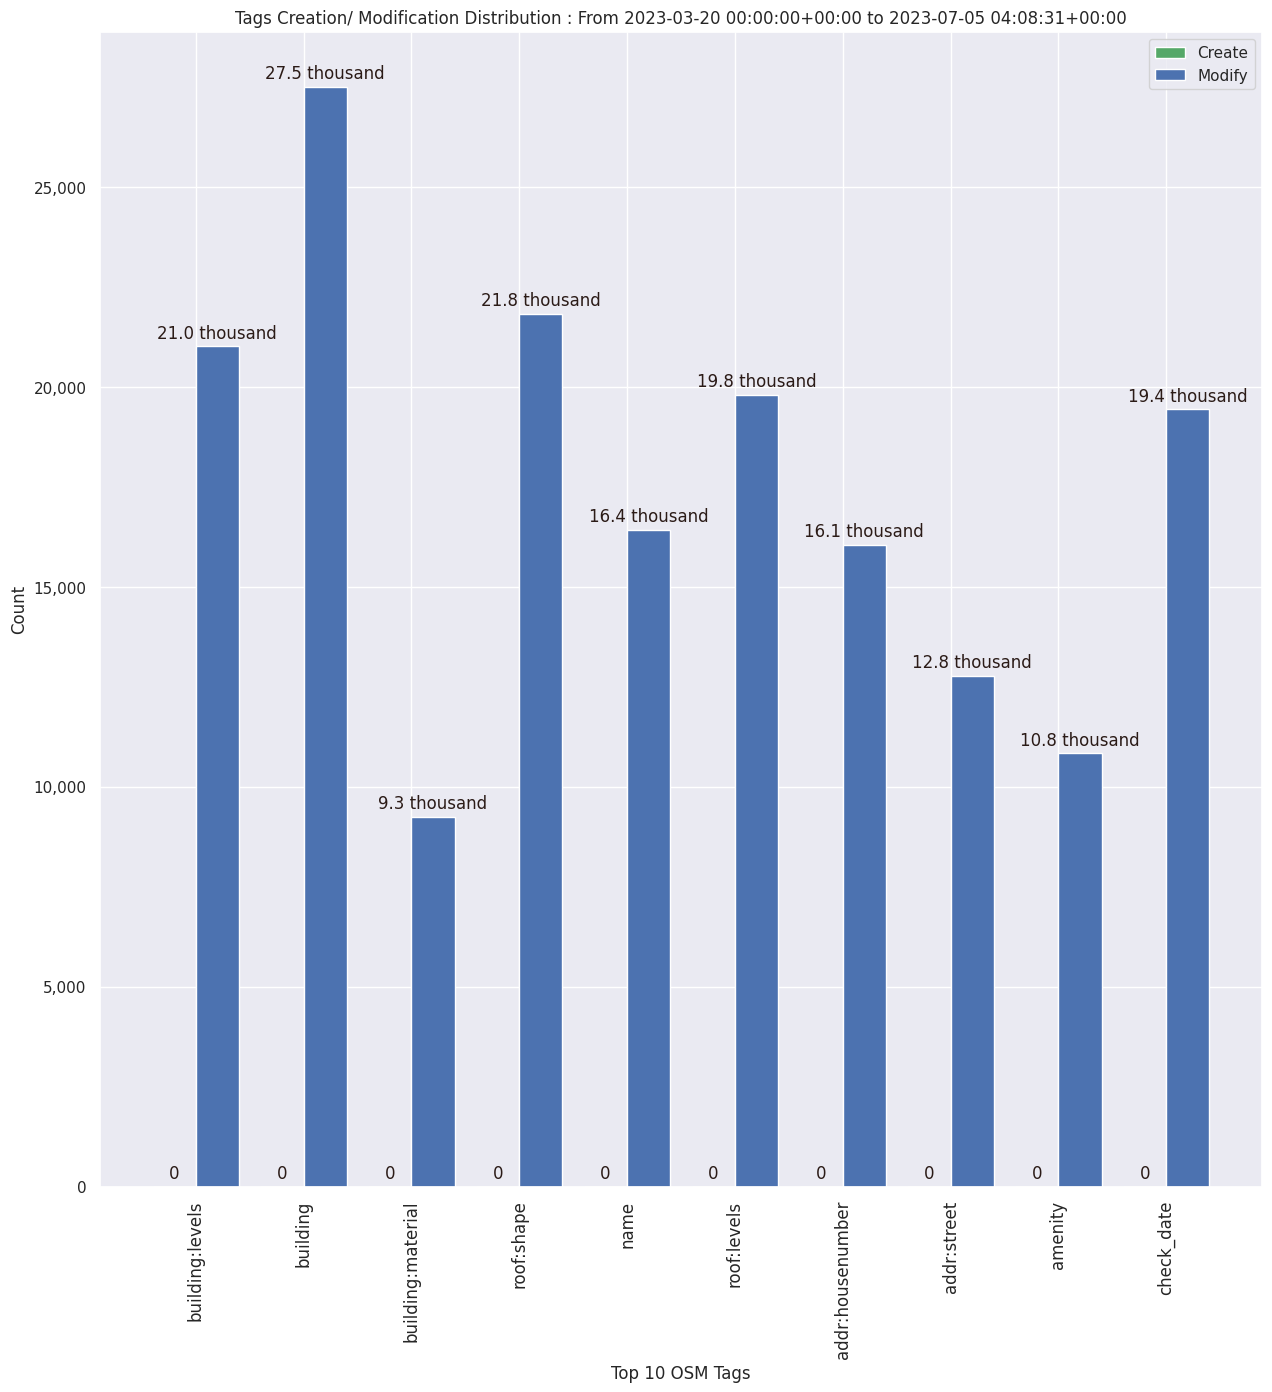 Tags Creation/ Modification Distribution : From 2023-03-20 00:00:00+00:00 to 2023-07-05 04:08:31+00:00
Create
Modify
27.5 thousand
25,000
21.8 thousand
21.0 thousand
20,000
19.8 thousand
19.4 thousand
16.4 thousand
16.1 thousand
15,000
12.8 thousand
10.8 thousand
10,000
9.3 thousand
5,000
0
0 0 0 0 0 0 0 0 0 0
Count
building:levels
building
building:material
roof:shape
name
roof:levels
addr:housenumber
addr:street
amenity
check_date
Top 10 OSM Tags